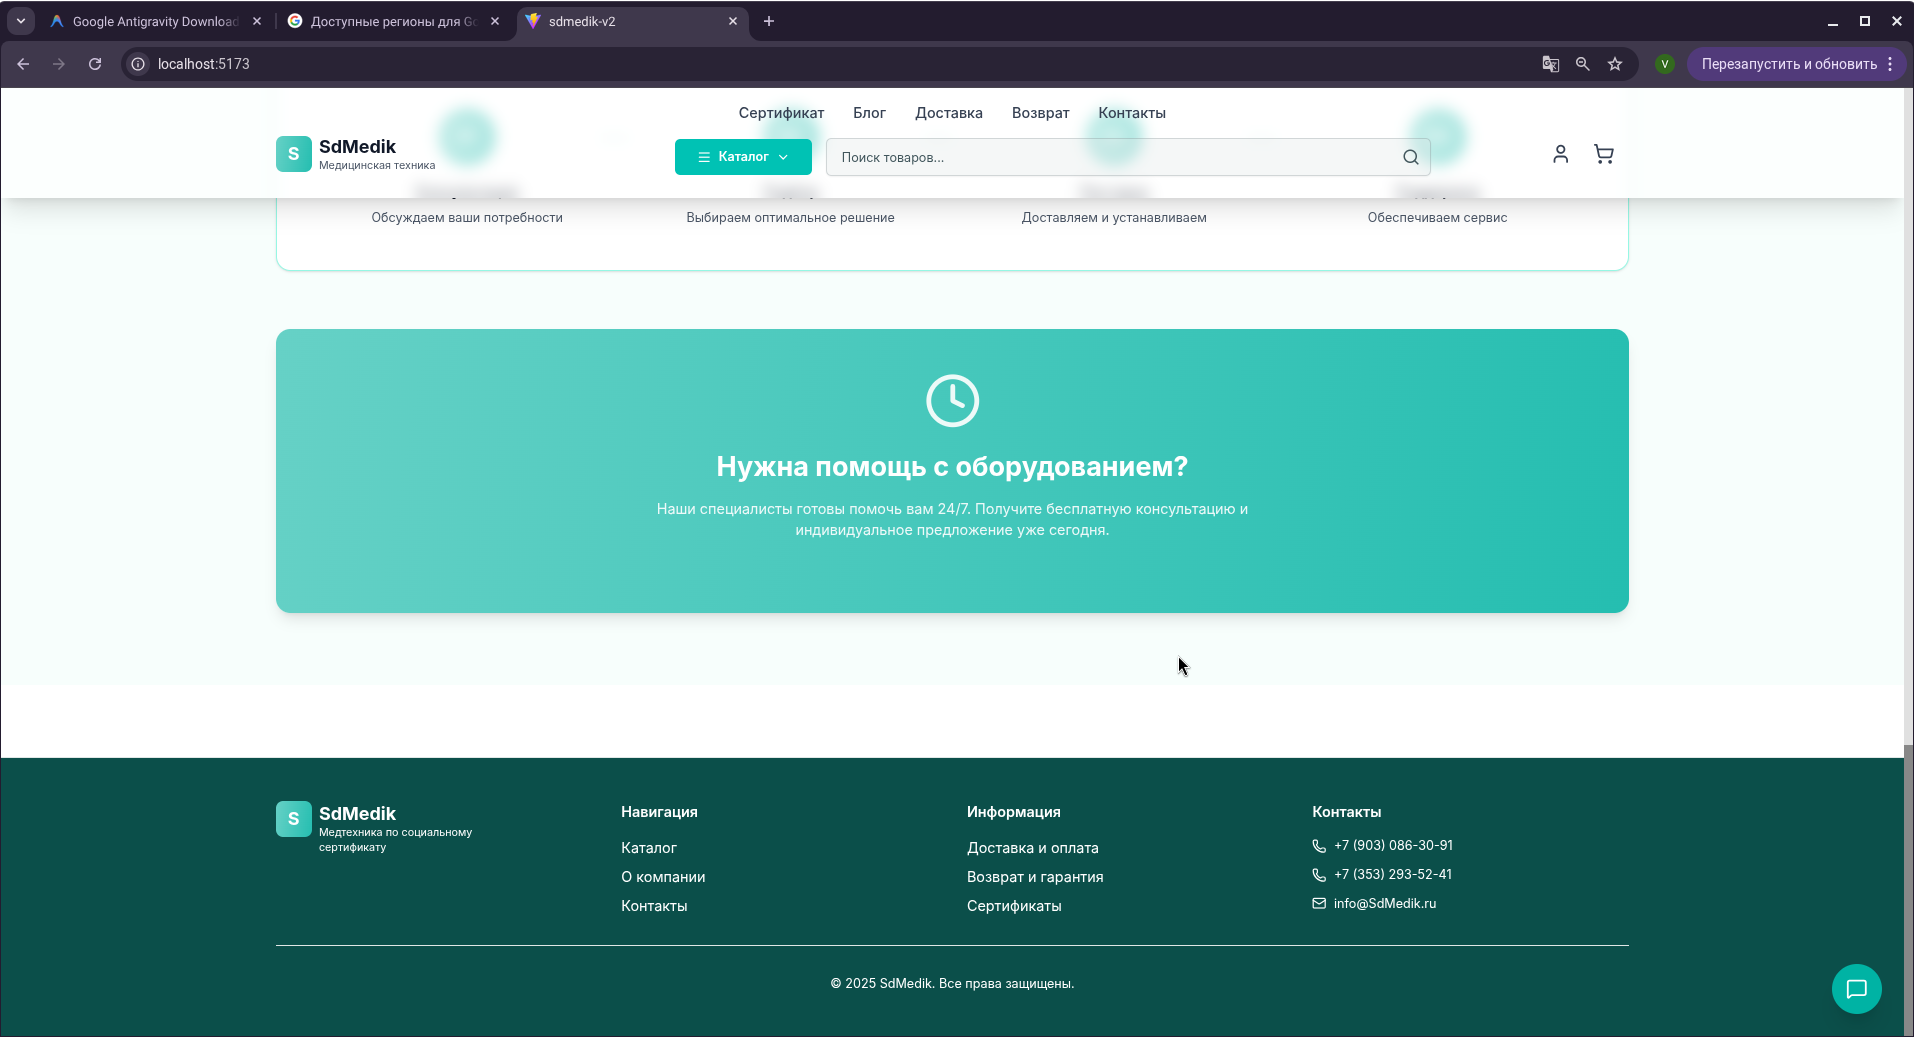 Google Antigravity Download
Доступные регионы для Go
sdmedik-v2
localhost:5173
V
Перезапустить и обновить
Сертификат Блог Доставка Возврат Контакты
S SdMedik
Медицинская техника
Каталог
Поиск товаров...
Обсуждаем ваши потребности
Выбираем оптимальное решение
Доставляем и устанавливаем
Обеспечиваем сервис
Нужна помощь с оборудованием?
Наши специалисты готовы помочь вам 24/7. Получите бесплатную консультацию и
индивидуальное предложение уже сегодня.
S SdMedik
Медтехника по социальному
сертификату
Навигация
Каталог
О компании
Контакты
Информация
Доставка и оплата
Возврат и гарантия
Сертификаты
Контакты
+7 (903) 086-30-91
+7 (353) 293-52-41
info@SdMedik.ru
© 2025 SdMedik. Все права защищены.